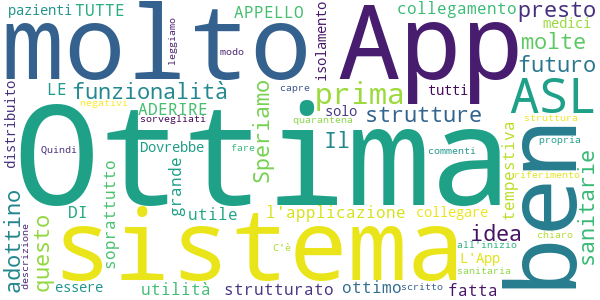 pazienti TUTTE
molto
leggiamo
modo
APPELLO
capre
isolamento
App
collegamento
presto
medici
molte
futuro
LE funzionalità
negativi
ADERIRE
sorvegliati
Speriamo
prima
solo
tutti
strutture
ASL
distribuito
Quindi
Ottima
Dovrebbe
fare
quarantena
Il
commenti
tempestiva
struttura
propria
riferimento
chiaro
ben
sanitarie
adottino
descrizione
questo
DI
soprattutto
grande
utile
l'applicazione
collegare
sistema
C'è
idea
all'inizio
L'App
sanitaria
essere
utilità
strutturato
ottimo
scritto
fatta